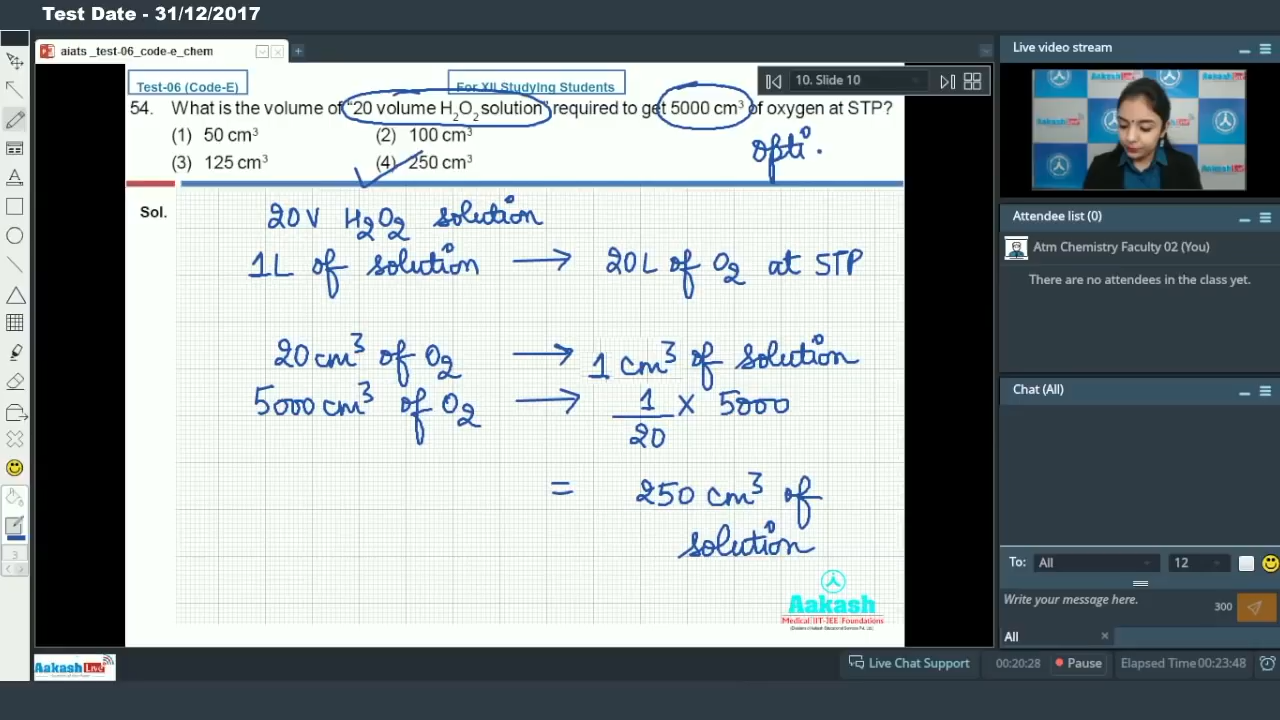 Test Date - 31/12/2017
aiats _test-06_code-e_chem
Live video stream
Test-06 (Code-E)
For XII Studying Students
10. Slide 10
54. What is the volume of "20 volume H₂O₂ solution" required to get 5000 cm³ of oxygen at STP?
(1) 50 cm³ (2) 100 cm³
(3) 125 cm³ (4) 250 cm³
opti
Sol.
20V H₂O₂ solution
1L of solution → 20L of O₂ at STP
20 cm³ of O₂ → 1 cm³ of solution
5000 cm³ of O₂ → 1/20 × 5000
= 250 cm³ of
solution
Aakash
Medical|IIT-JEE|Foundations
Attendee list (0)
Atm Chemistry Faculty 02 (You)
There are no attendees in the class yet.
Chat (All)
To: All 12
Write your message here. 300
All
3
Aakash Live
Live Chat Support 00:20:28 Pause Elapsed Time 00:23:48